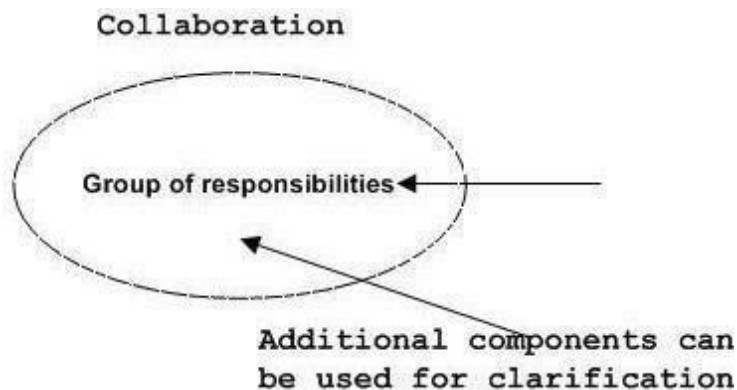 Collaboration
Group of responsibilities
Additional components can
be used for clarification